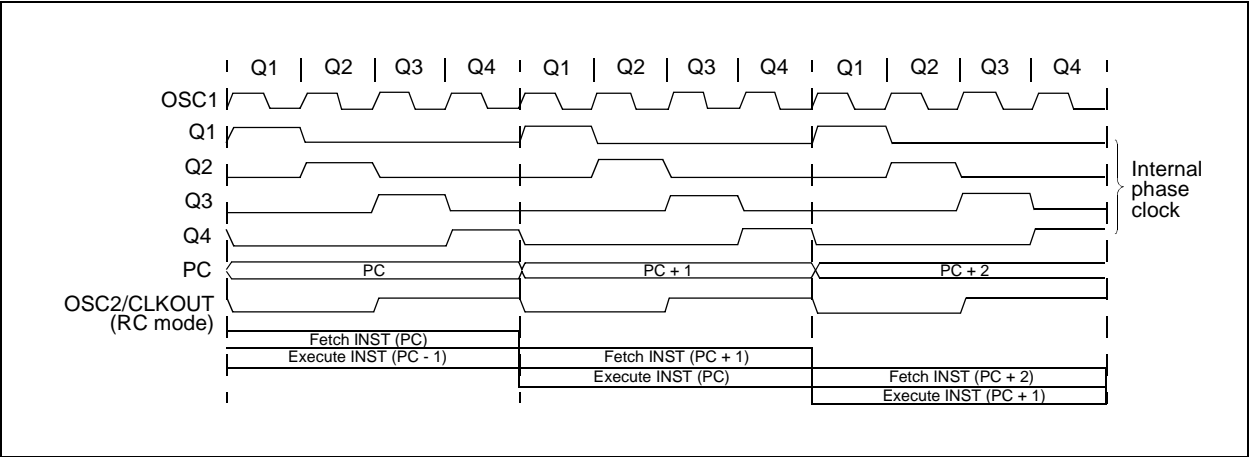 Q1 Q2 Q3 Q4 Q1 Q2 Q3 Q4 Q1 Q2 Q3 Q4
OSC1
Q1
Q2
Q3
Q4
Internal
phase
clock
PC
PC PC + 1 PC + 2
OSC2/CLKOUT
(RC mode)
Fetch INST (PC)
Execute INST (PC - 1) Fetch INST (PC + 1)
Execute INST (PC) Fetch INST (PC + 2)
Execute INST (PC + 1)